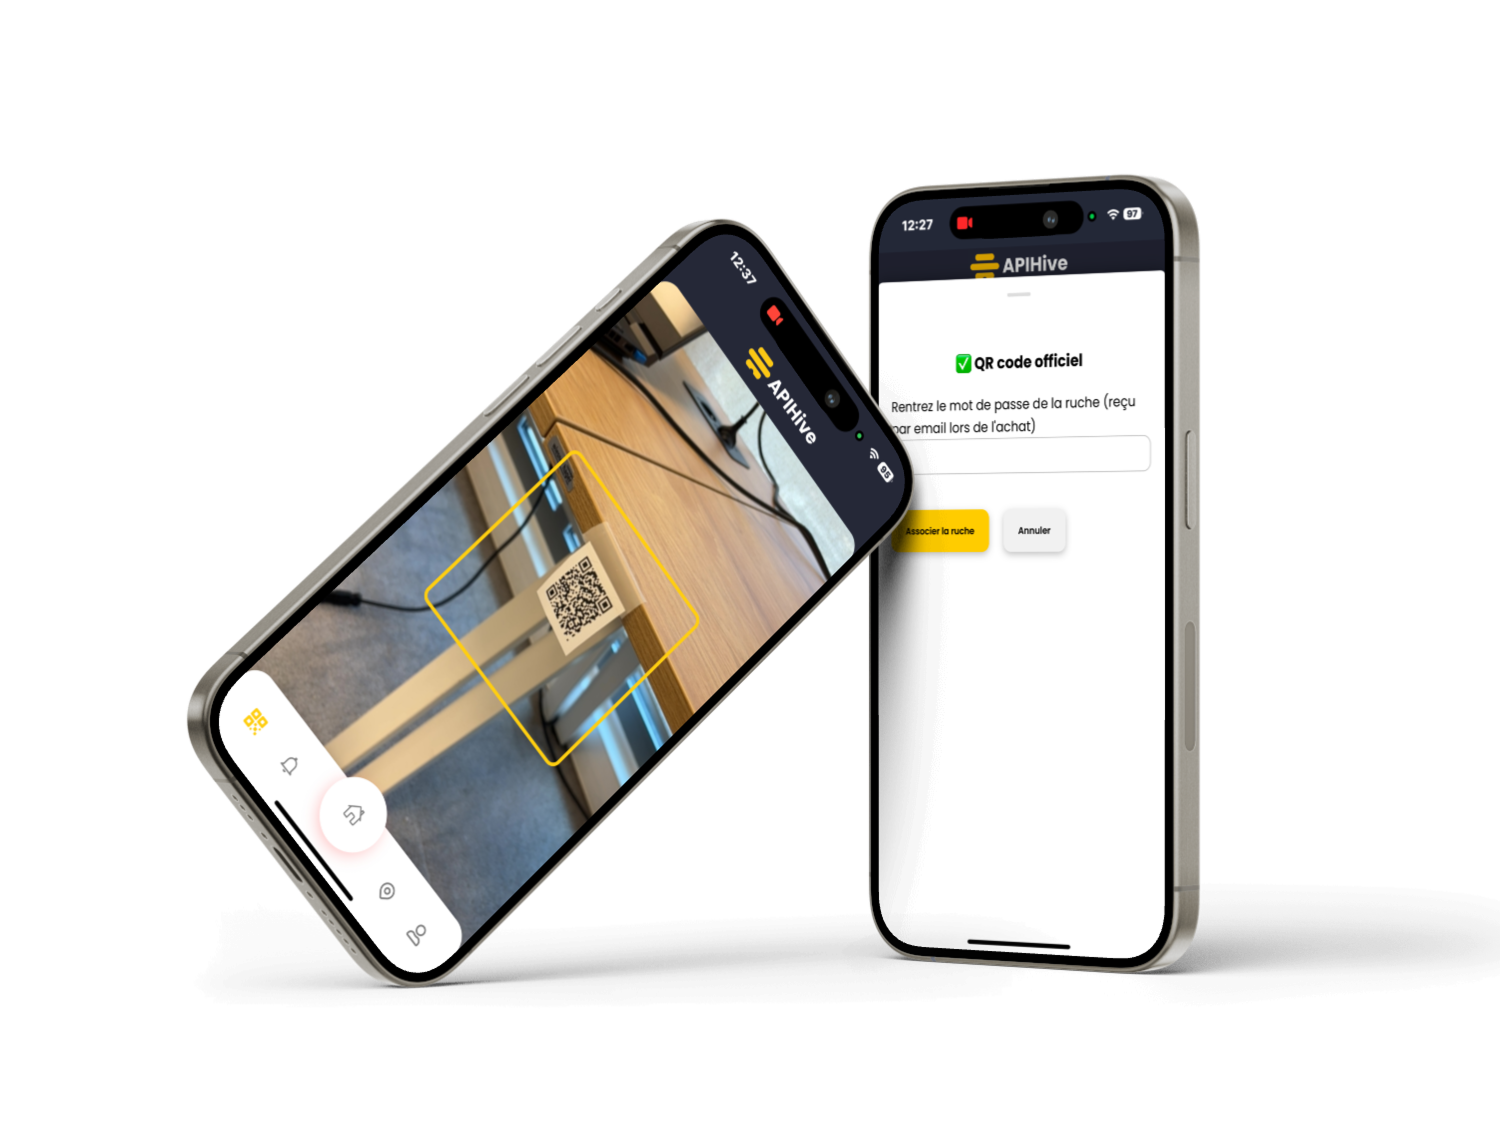 12:37
APIHive
95
12:27
97
APIHive
✅ QR code officiel
Rentrez le mot de passe de la ruche (reçu
par email lors de l'achat)
Associer la ruche
Annuler